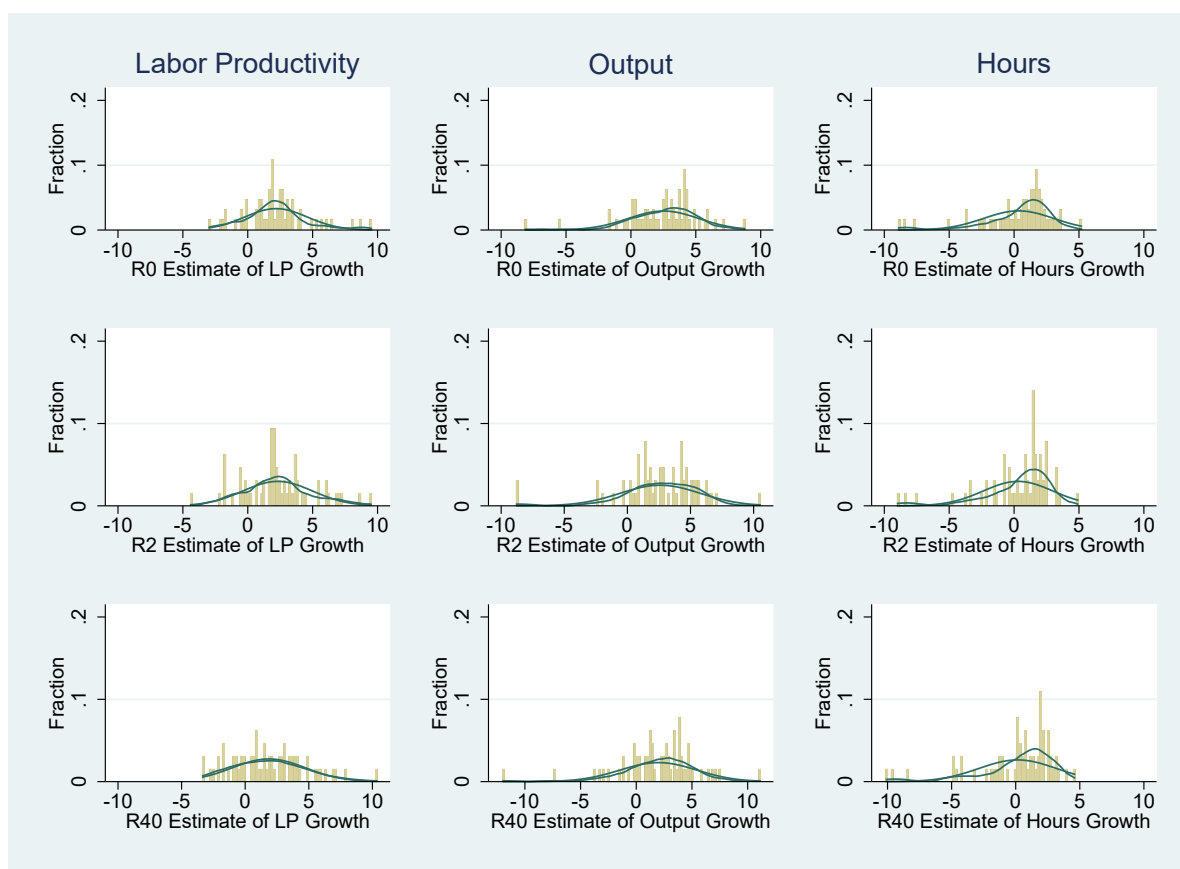 Labor Productivity
Output
Hours
Fraction
0 .1 .2
-10 -5 0 5 10
R0 Estimate of LP Growth
Fraction
0 .1 .2
-10 -5 0 5 10
R0 Estimate of Output Growth
Fraction
0 .1 .2
-10 -5 0 5 10
R0 Estimate of Hours Growth
Fraction
0 .1 .2
-10 -5 0 5 10
R2 Estimate of LP Growth
Fraction
0 .1 .2
-10 -5 0 5 10
R2 Estimate of Output Growth
Fraction
0 .1 .2
-10 -5 0 5 10
R2 Estimate of Hours Growth
Fraction
0 .1 .2
-10 -5 0 5 10
R40 Estimate of LP Growth
Fraction
0 .1 .2
-10 -5 0 5 10
R40 Estimate of Output Growth
Fraction
0 .1 .2
-10 -5 0 5 10
R40 Estimate of Hours Growth